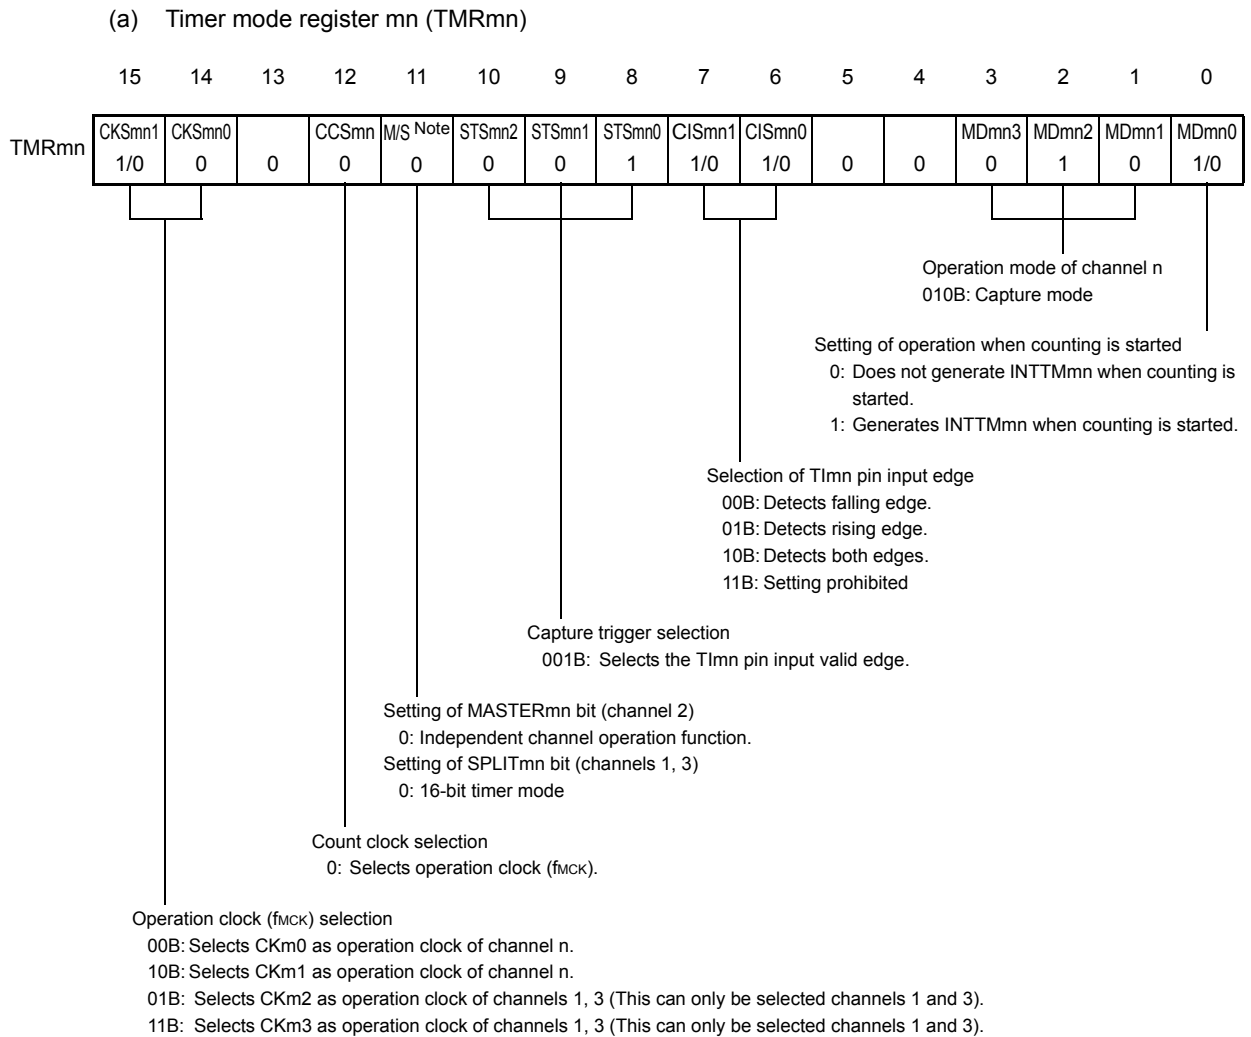 (a) Timer mode register mn (TMRmn)
15 14 13 12 11 10 9 8 7 6 5 4 3 2 1 0
TMRmn CKSmn1 CKSmn0 CCSmn M/S Note STSmn2 STSmn1 STSmn0 CISmn1 CISmn0 MDmn3 MDmn2 MDmn1 MDmn0
1/0 0 0 0 0 0 0 1 1/0 1/0 0 0 0 1 0 1/0
Operation mode of channel n
010B: Capture mode
Setting of operation when counting is started
0: Does not generate INTTMmn when counting is
started.
1: Generates INTTMmn when counting is started.
Selection of TImn pin input edge
00B: Detects falling edge.
01B: Detects rising edge.
10B: Detects both edges.
11B: Setting prohibited
Capture trigger selection
001B: Selects the TImn pin input valid edge.
Setting of MASTERmn bit (channel 2)
0: Independent channel operation function.
Setting of SPLITmn bit (channels 1, 3)
0: 16-bit timer mode
Count clock selection
0: Selects operation clock (fMCK).
Operation clock (fMCK) selection
00B: Selects CKm0 as operation clock of channel n.
10B: Selects CKm1 as operation clock of channel n.
01B: Selects CKm2 as operation clock of channels 1, 3 (This can only be selected channels 1 and 3).
11B: Selects CKm3 as operation clock of channels 1, 3 (This can only be selected channels 1 and 3).